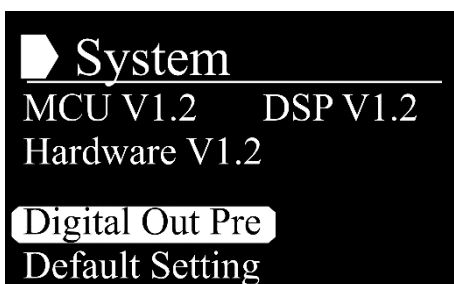 System
MCU V1.2 DSP V1.2
Hardware V1.2
Digital Out Pre
Default Setting